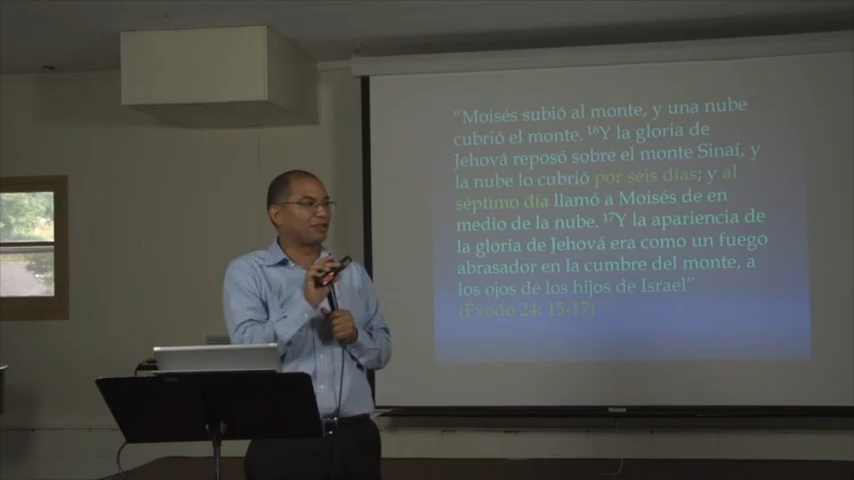 “Moisés subió al monte, y una nube
cubrió el monte. ¹⁶Y la gloria de
Jehová reposó sobre el monte Sinaí, y
la nube lo cubrió por seis días; y al
séptimo día llamó a Moisés de en
medio de la nube. ¹⁷Y la apariencia de
la gloria de Jehová era como un fuego
abrasador en la cumbre del monte, a
los ojos de los hijos de Israel”
(Éxodo 24: 15-17)